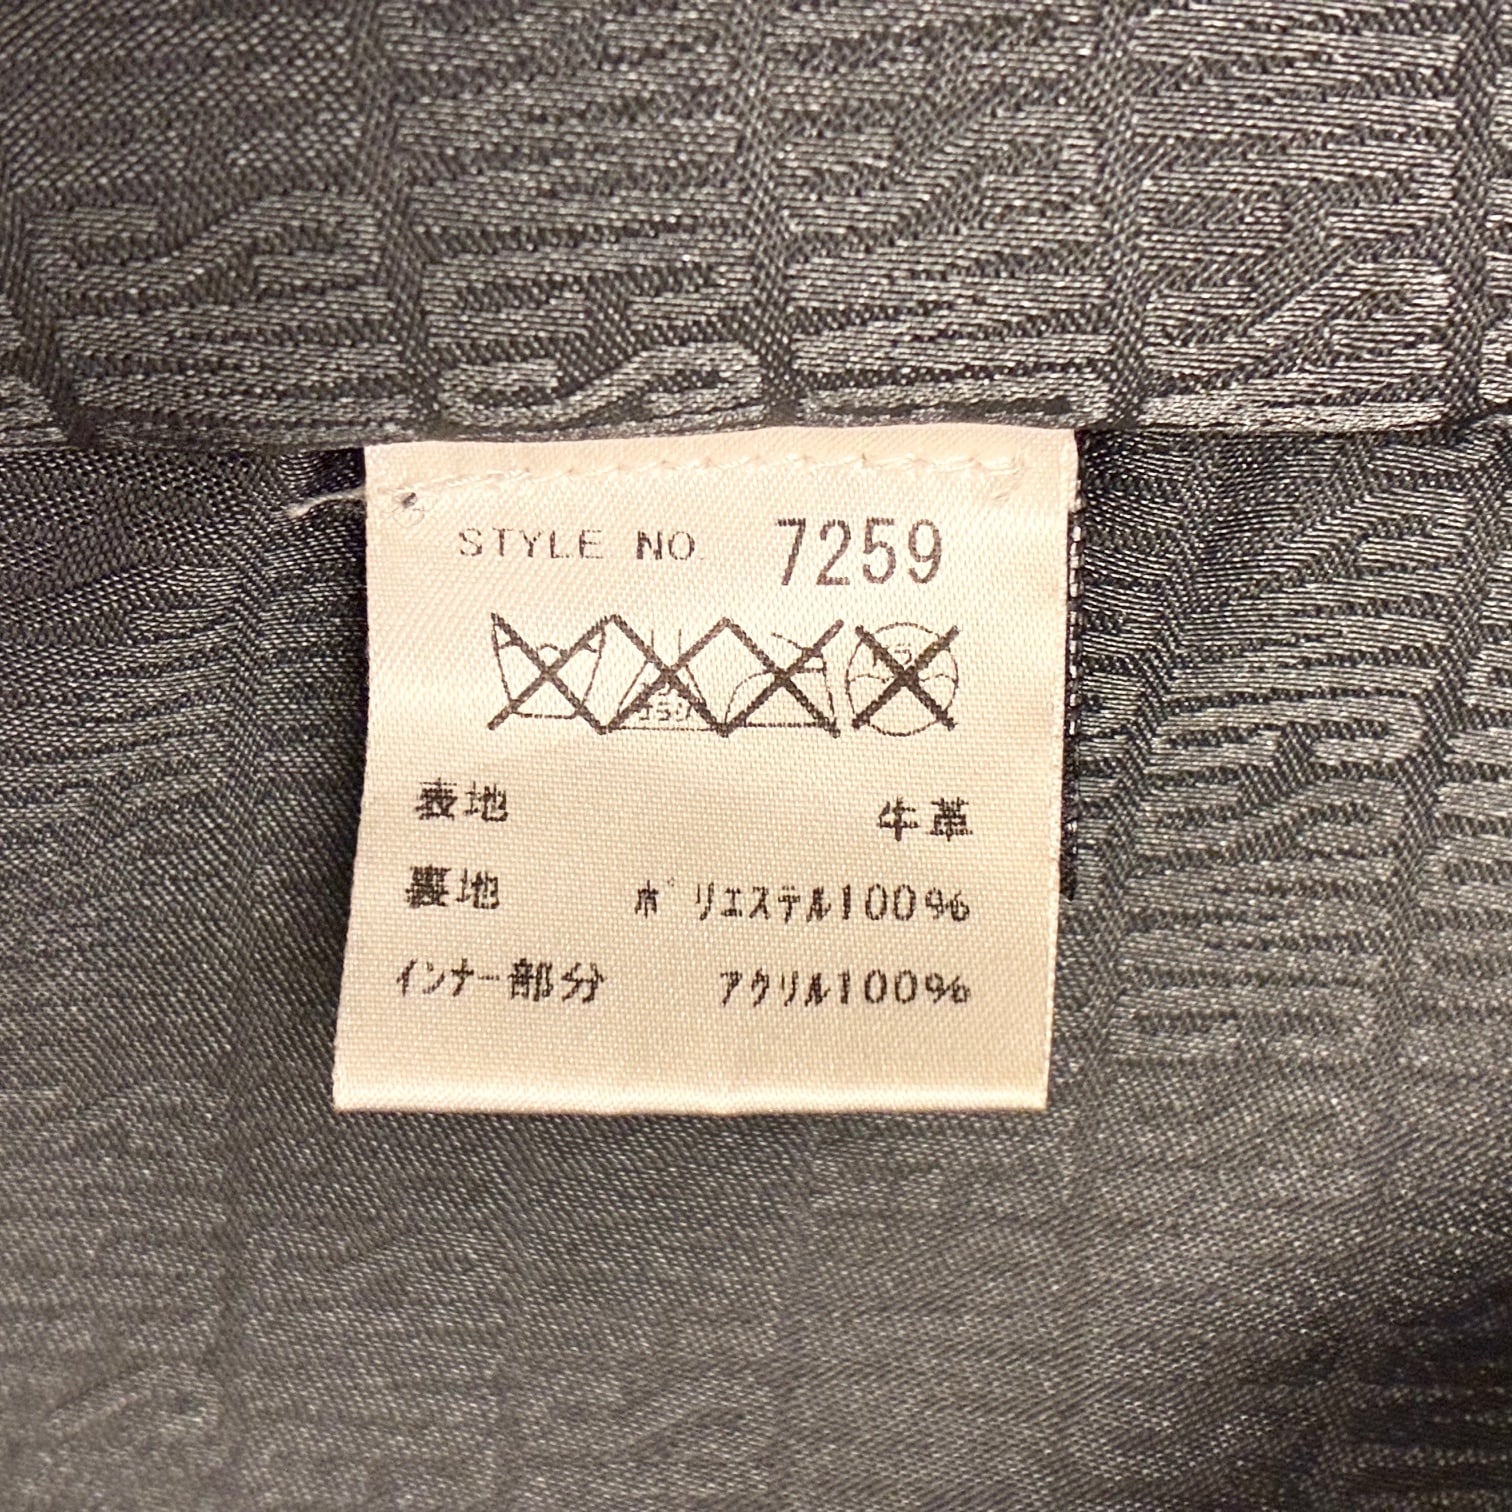 STYLE NO. 7259
表地 牛革
裏地 ポリエステル100%
インナー部分 アクリル100%